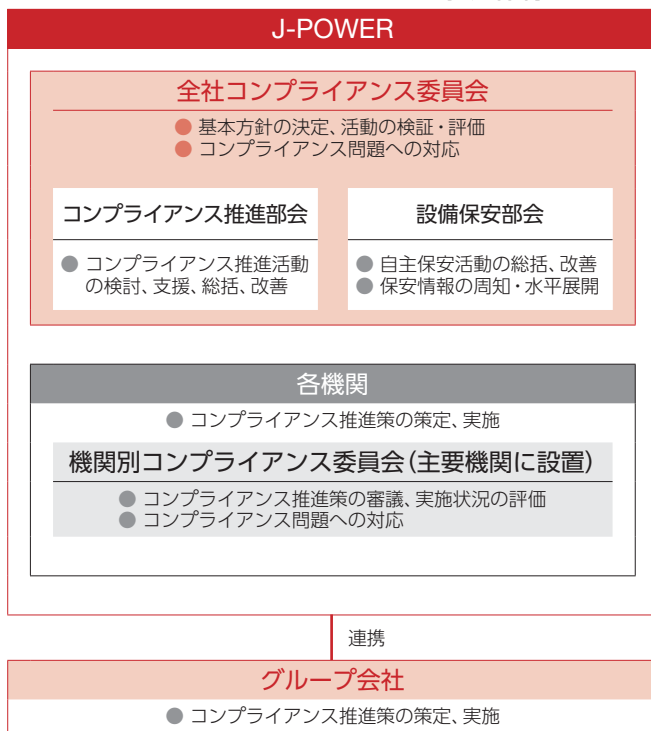 J-POWER
全社コンプライアンス委員会
● 基本方針の決定、活動の検証・評価
● コンプライアンス問題への対応
コンプライアンス推進部会
● コンプライアンス推進活動
の検討、支援、総括、改善
設備保安部会
● 自主保安活動の総括、改善
● 保安情報の周知・水平展開
各機関
● コンプライアンス推進策の策定、実施
機関別コンプライアンス委員会(主要機関に設置)
● コンプライアンス推進策の審議、実施状況の評価
● コンプライアンス問題への対応
連携
グループ会社
● コンプライアンス推進策の策定、実施